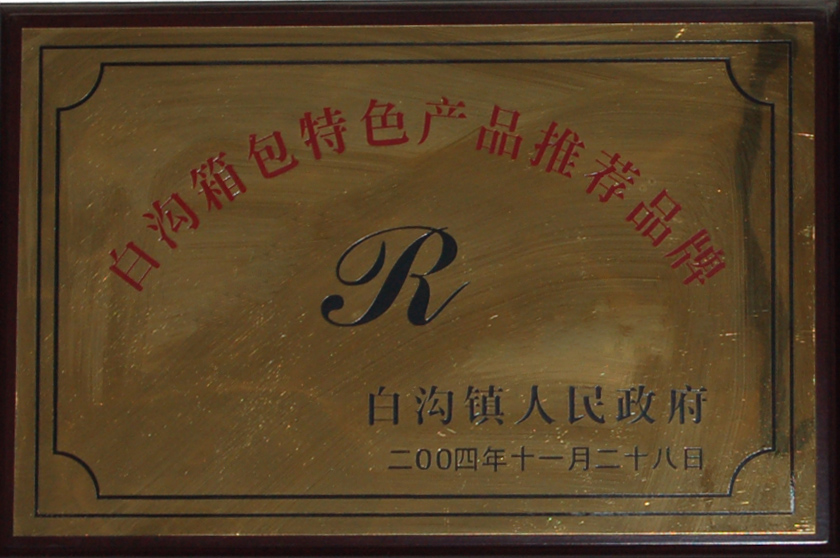 白沟箱包特色产品推荐品牌
R
白沟镇人民政府
二00四年十一月二十八日